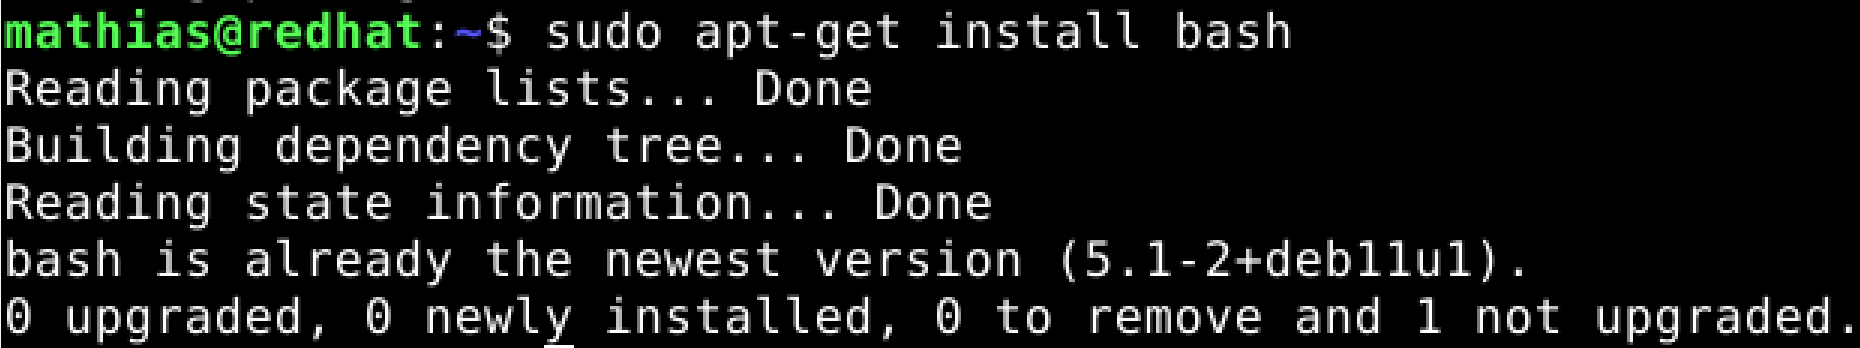 mathias@redhat:~$ sudo apt-get install bash
Reading package lists... Done
Building dependency tree... Done
Reading state information... Done
bash is already the newest version (5.1-2+deb11u1).
0 upgraded, 0 newly installed, 0 to remove and 1 not upgraded.